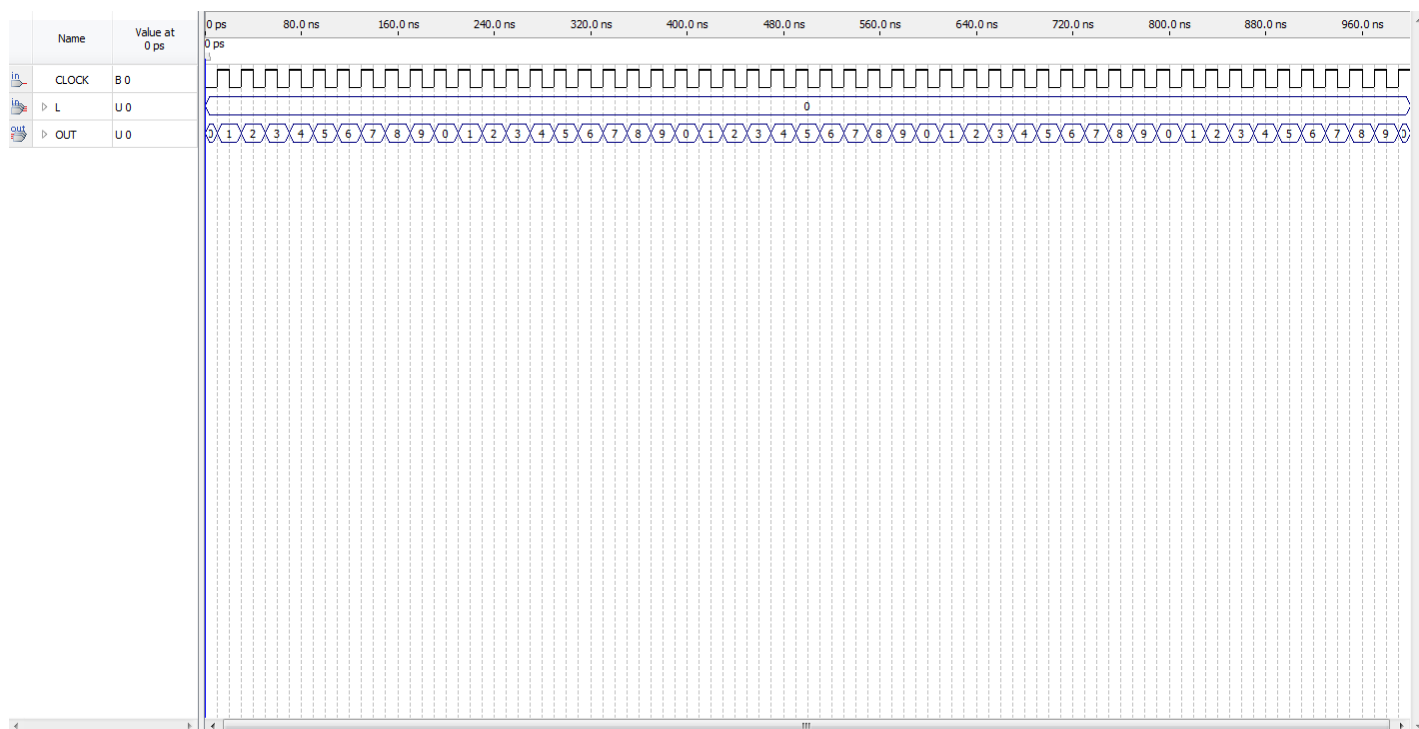 Name Value at 0 ps 0 ps 80.0 ns 160.0 ns 240.0 ns 320.0 ns 400.0 ns 480.0 ns 560.0 ns 640.0 ns 720.0 ns 800.0 ns 880.0 ns 960.0 ns
0 ps
in CLOCK B 0
in L U 0 0
out OUT U 0 0 1 2 3 4 5 6 7 8 9 0 1 2 3 4 5 6 7 8 9 0 1 2 3 4 5 6 7 8 9 0 1 2 3 4 5 6 7 8 9 0 1 2 3 4 5 6 7 8 9 0